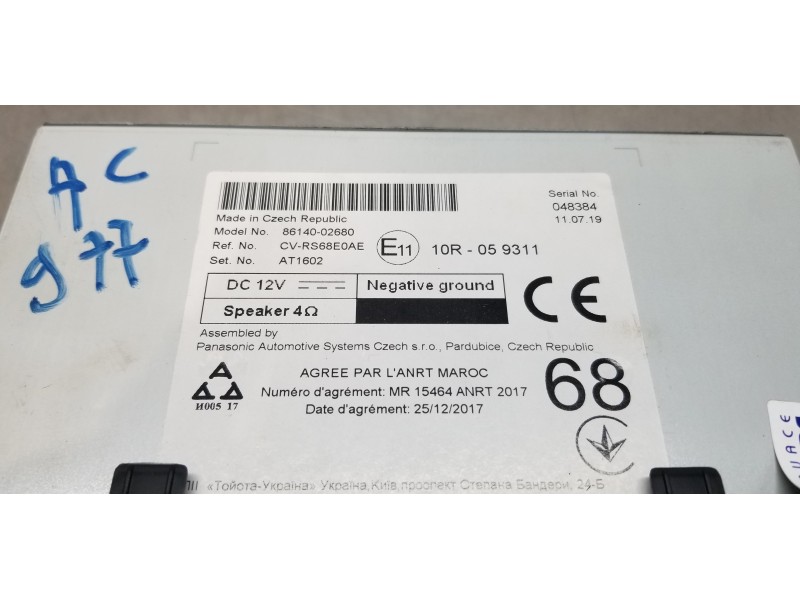 AC
977
Serial No.
048384
11.07.19
Made in Czech Republic
Model No. 86140-02680
Ref. No. CV-RS68E0AE
Set. No. AT1602
E11 10R - 05 9311
DC 12V Negative ground
Speaker 4Ω
CE
Assembled by
Panasonic Automotive Systems Czech s.r.o., Pardubice, Czech Republic
AGREE PAR L'ANRT MAROC
Numéro d'agrément: MR 15464 ANRT 2017
Date d'agrément: 25/12/2017
И005 17
68
ПІІ «Тойота-Україна» Україна, Київ, проспект Степана Бандери, 24-Б